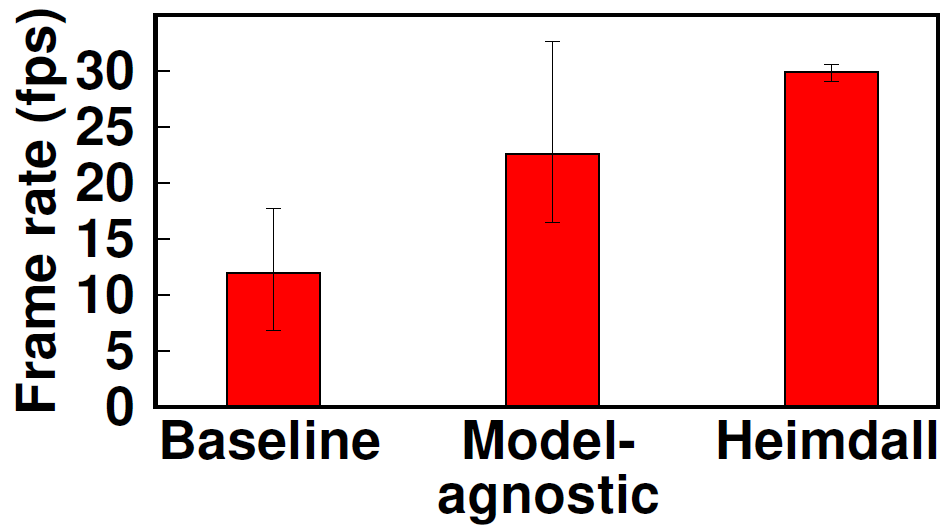 Frame rate (fps)
30
25
20
15
10
5
0
Baseline
Model-
agnostic
Heimdall